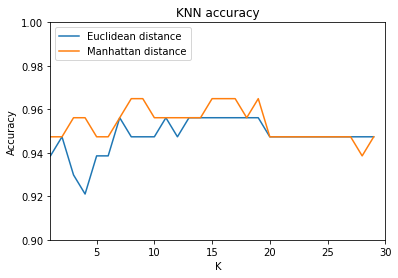 KNN accuracy
Euclidean distance
Manhattan distance
1.00
0.98
0.96
0.94
0.92
0.90
Accuracy
5
10
15
20
25
30
K